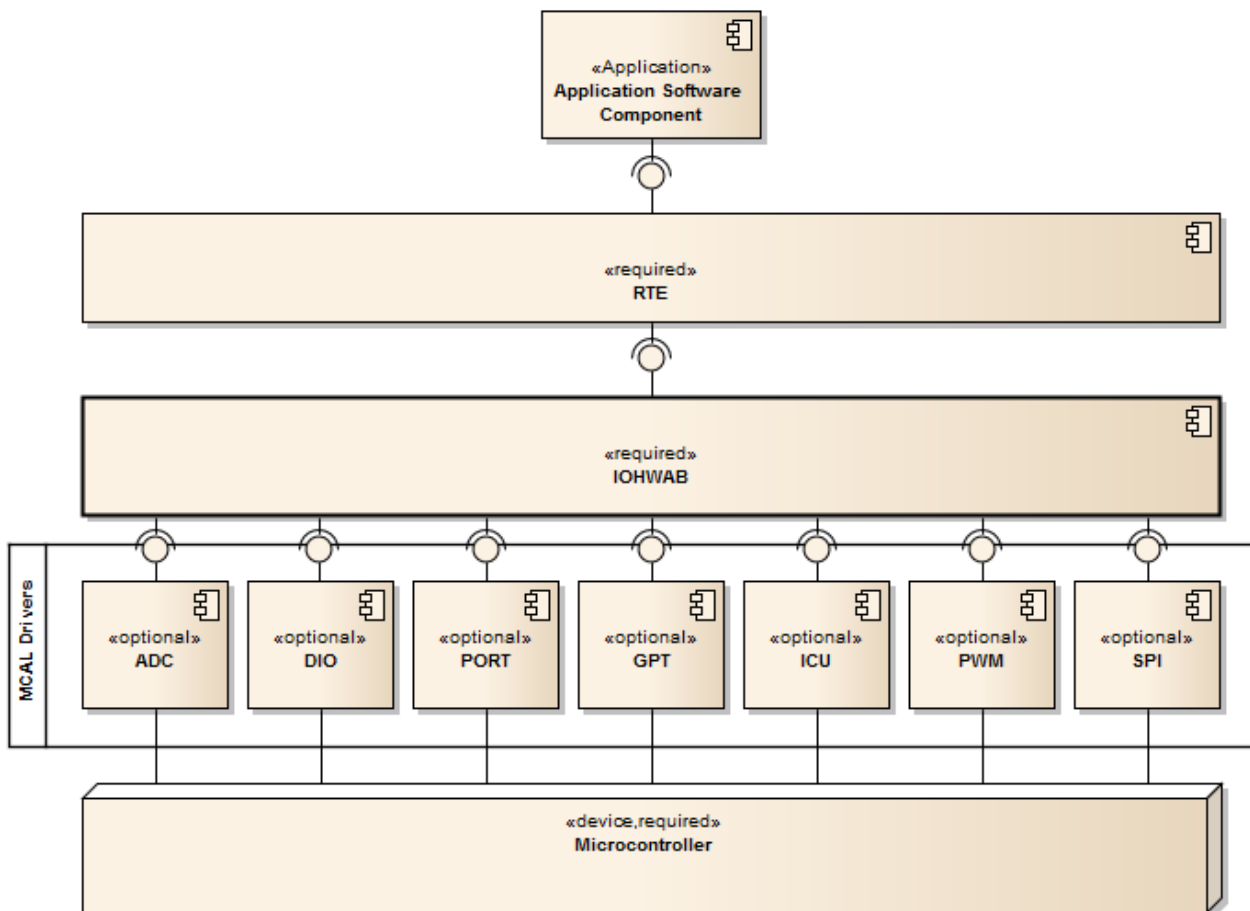 «Application»
Application Software
Component
«required»
RTE
«required»
IOHWAB
MCAL Drivers
«optional»
ADC
«optional»
DIO
«optional»
PORT
«optional»
GPT
«optional»
ICU
«optional»
PWM
«optional»
SPI
«device,required»
Microcontroller